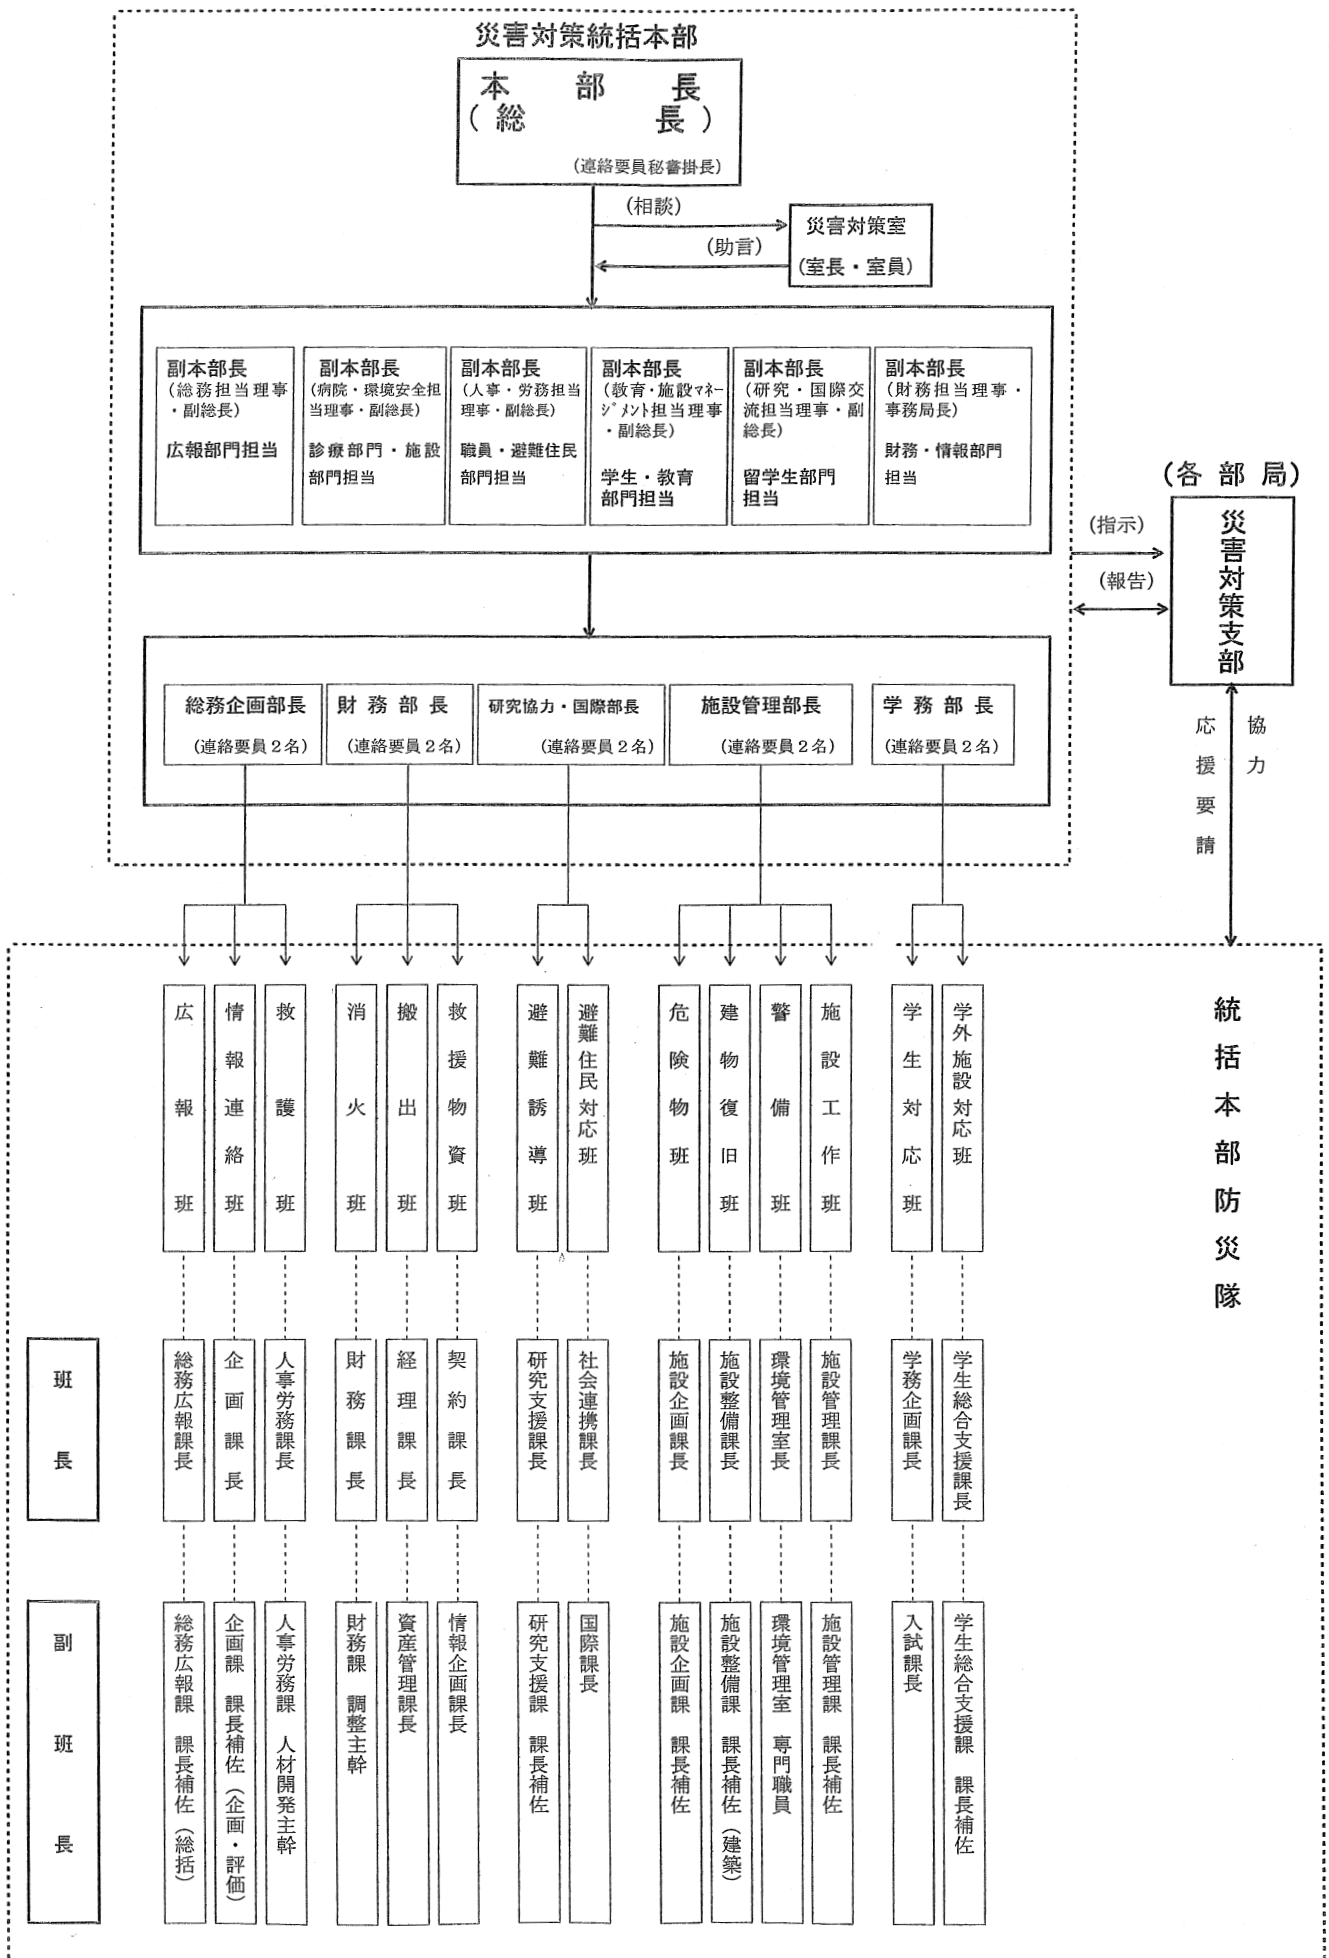 災害対策統括本部
本部長
（総長）
（連絡要員秘書掛長）
（相談）
（助言）
災害対策室
（室長・室員）
副本部長
（総務担当理事
・副総長）
広報部門担当
副本部長
（病院・環境安全担
当理事・副総長）
診療部門・施設
部門担当
副本部長
（人事・労務担当
理事・副総長）
職員・避難住民
部門担当
副本部長
（教育・施設マネー
ジメント担当理事
・副総長）
学生・教育
部門担当
副本部長
（研究・国際交
流担当理事・副
総長）
留学生部門
担当
副本部長
（財務担当理事・
事務局長）
財務・情報部門
担当
（各部局）
災害対策支部
（指示）
（報告）
応援要請
協力
総務企画部長
（連絡要員２名）
財務部長
（連絡要員２名）
研究協力・国際部長
（連絡要員２名）
施設管理部長
（連絡要員２名）
学務部長
（連絡要員２名）
統括本部防災隊
広報班
情報連絡班
救護班
消火班
搬出班
救援物資班
避難誘導班
避難住民対応班
危険物班
建物復旧班
警備班
施設工作班
学生対応班
学外施設対応班
班長
総務広報課長
企画課長
人事労務課長
財務課長
経理課長
契約課長
研究支援課長
社会連携課長
施設企画課長
施設整備課長
環境管理室長
施設管理課長
学務企画課長
学生総合支援課長
副班長
総務広報課　課長補佐（総括）
企画課　課長補佐（企画・評価）
人事労務課　人材開発主幹
財務課　調整主幹
資産管理課長
情報企画課長
研究支援課　課長補佐
国際課長
施設企画課　課長補佐
施設整備課　課長補佐（建築）
環境管理室　専門職員
施設管理課　課長補佐
入試課長
学生総合支援課　課長補佐